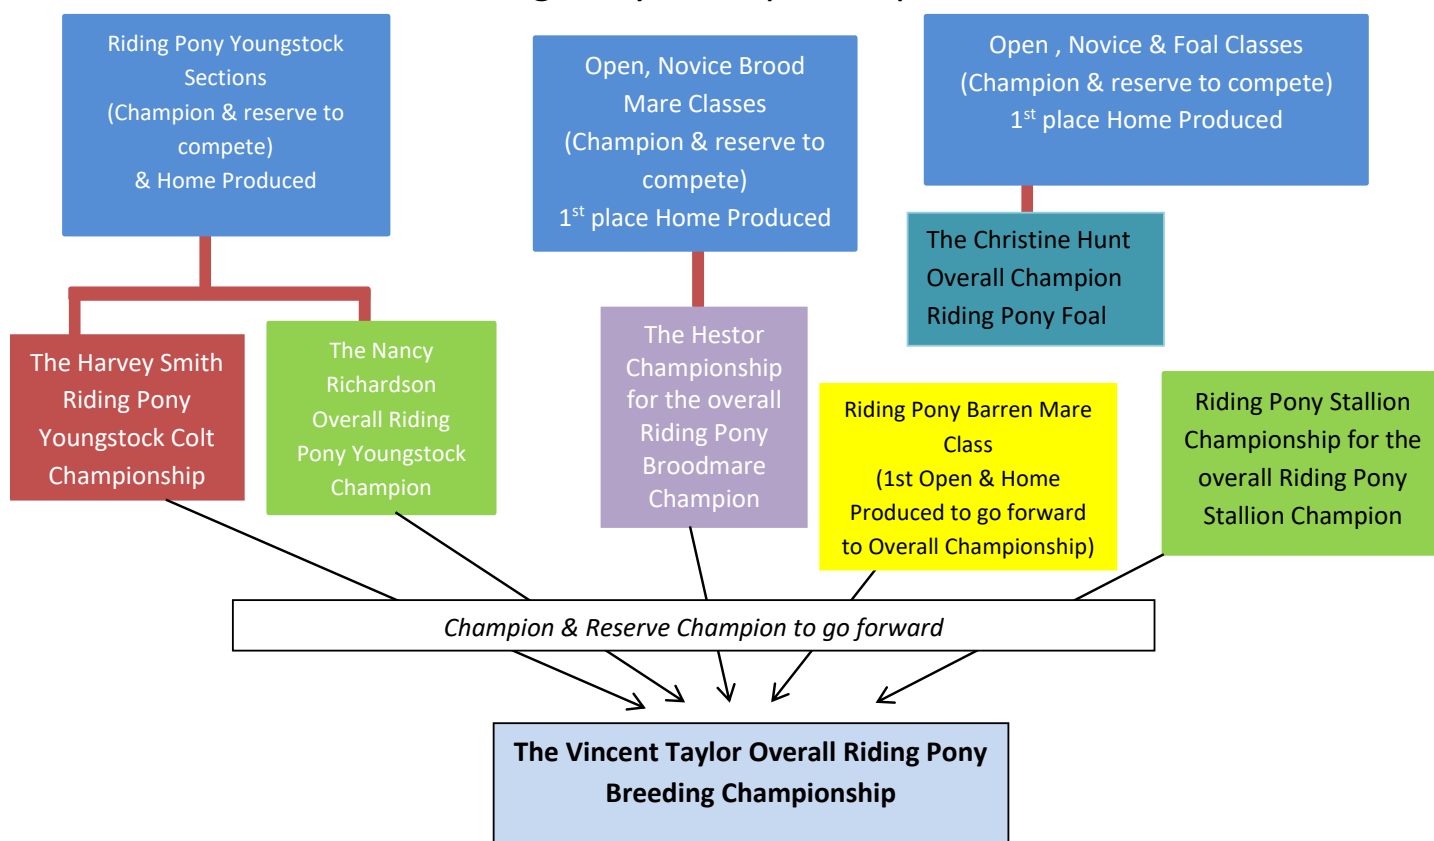 Riding Pony Youngstock
Sections
(Champion & reserve to
compete)
& Home Produced
Open, Novice Brood
Mare Classes
(Champion & reserve to
compete)
1st place Home Produced
Open , Novice & Foal Classes
(Champion & reserve to compete)
1st place Home Produced
The Christine Hunt
Overall Champion
Riding Pony Foal
The Harvey Smith
Riding Pony
Youngstock Colt
Championship
The Nancy
Richardson
Overall Riding
Pony Youngstock
Champion
The Hestor
Championship
for the overall
Riding Pony
Broodmare
Champion
Riding Pony Barren Mare
Class
(1st Open & Home
Produced to go forward
to Overall Championship)
Riding Pony Stallion
Championship for the
overall Riding Pony
Stallion Champion
Champion & Reserve Champion to go forward
The Vincent Taylor Overall Riding Pony
Breeding Championship